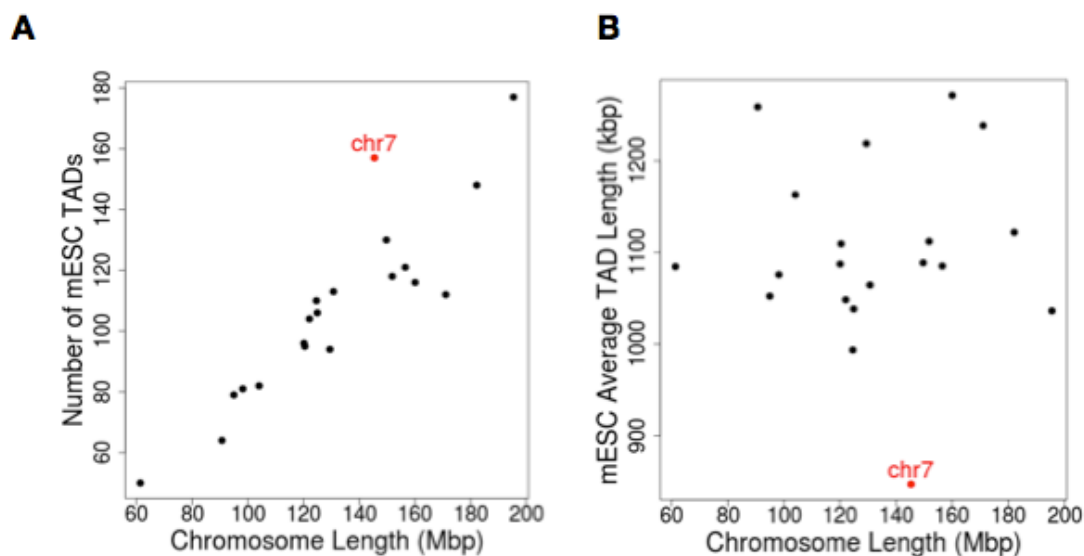 A
B
Number of mESC TADs
180
160
140
120
100
80
60
chr7
60 80 100 120 140 160 180 200
Chromosome Length (Mbp)
mESC Average TAD Length (kbp)
1200
1100
1000
900
chr7
60 80 100 120 140 160 180 200
Chromosome Length (Mbp)